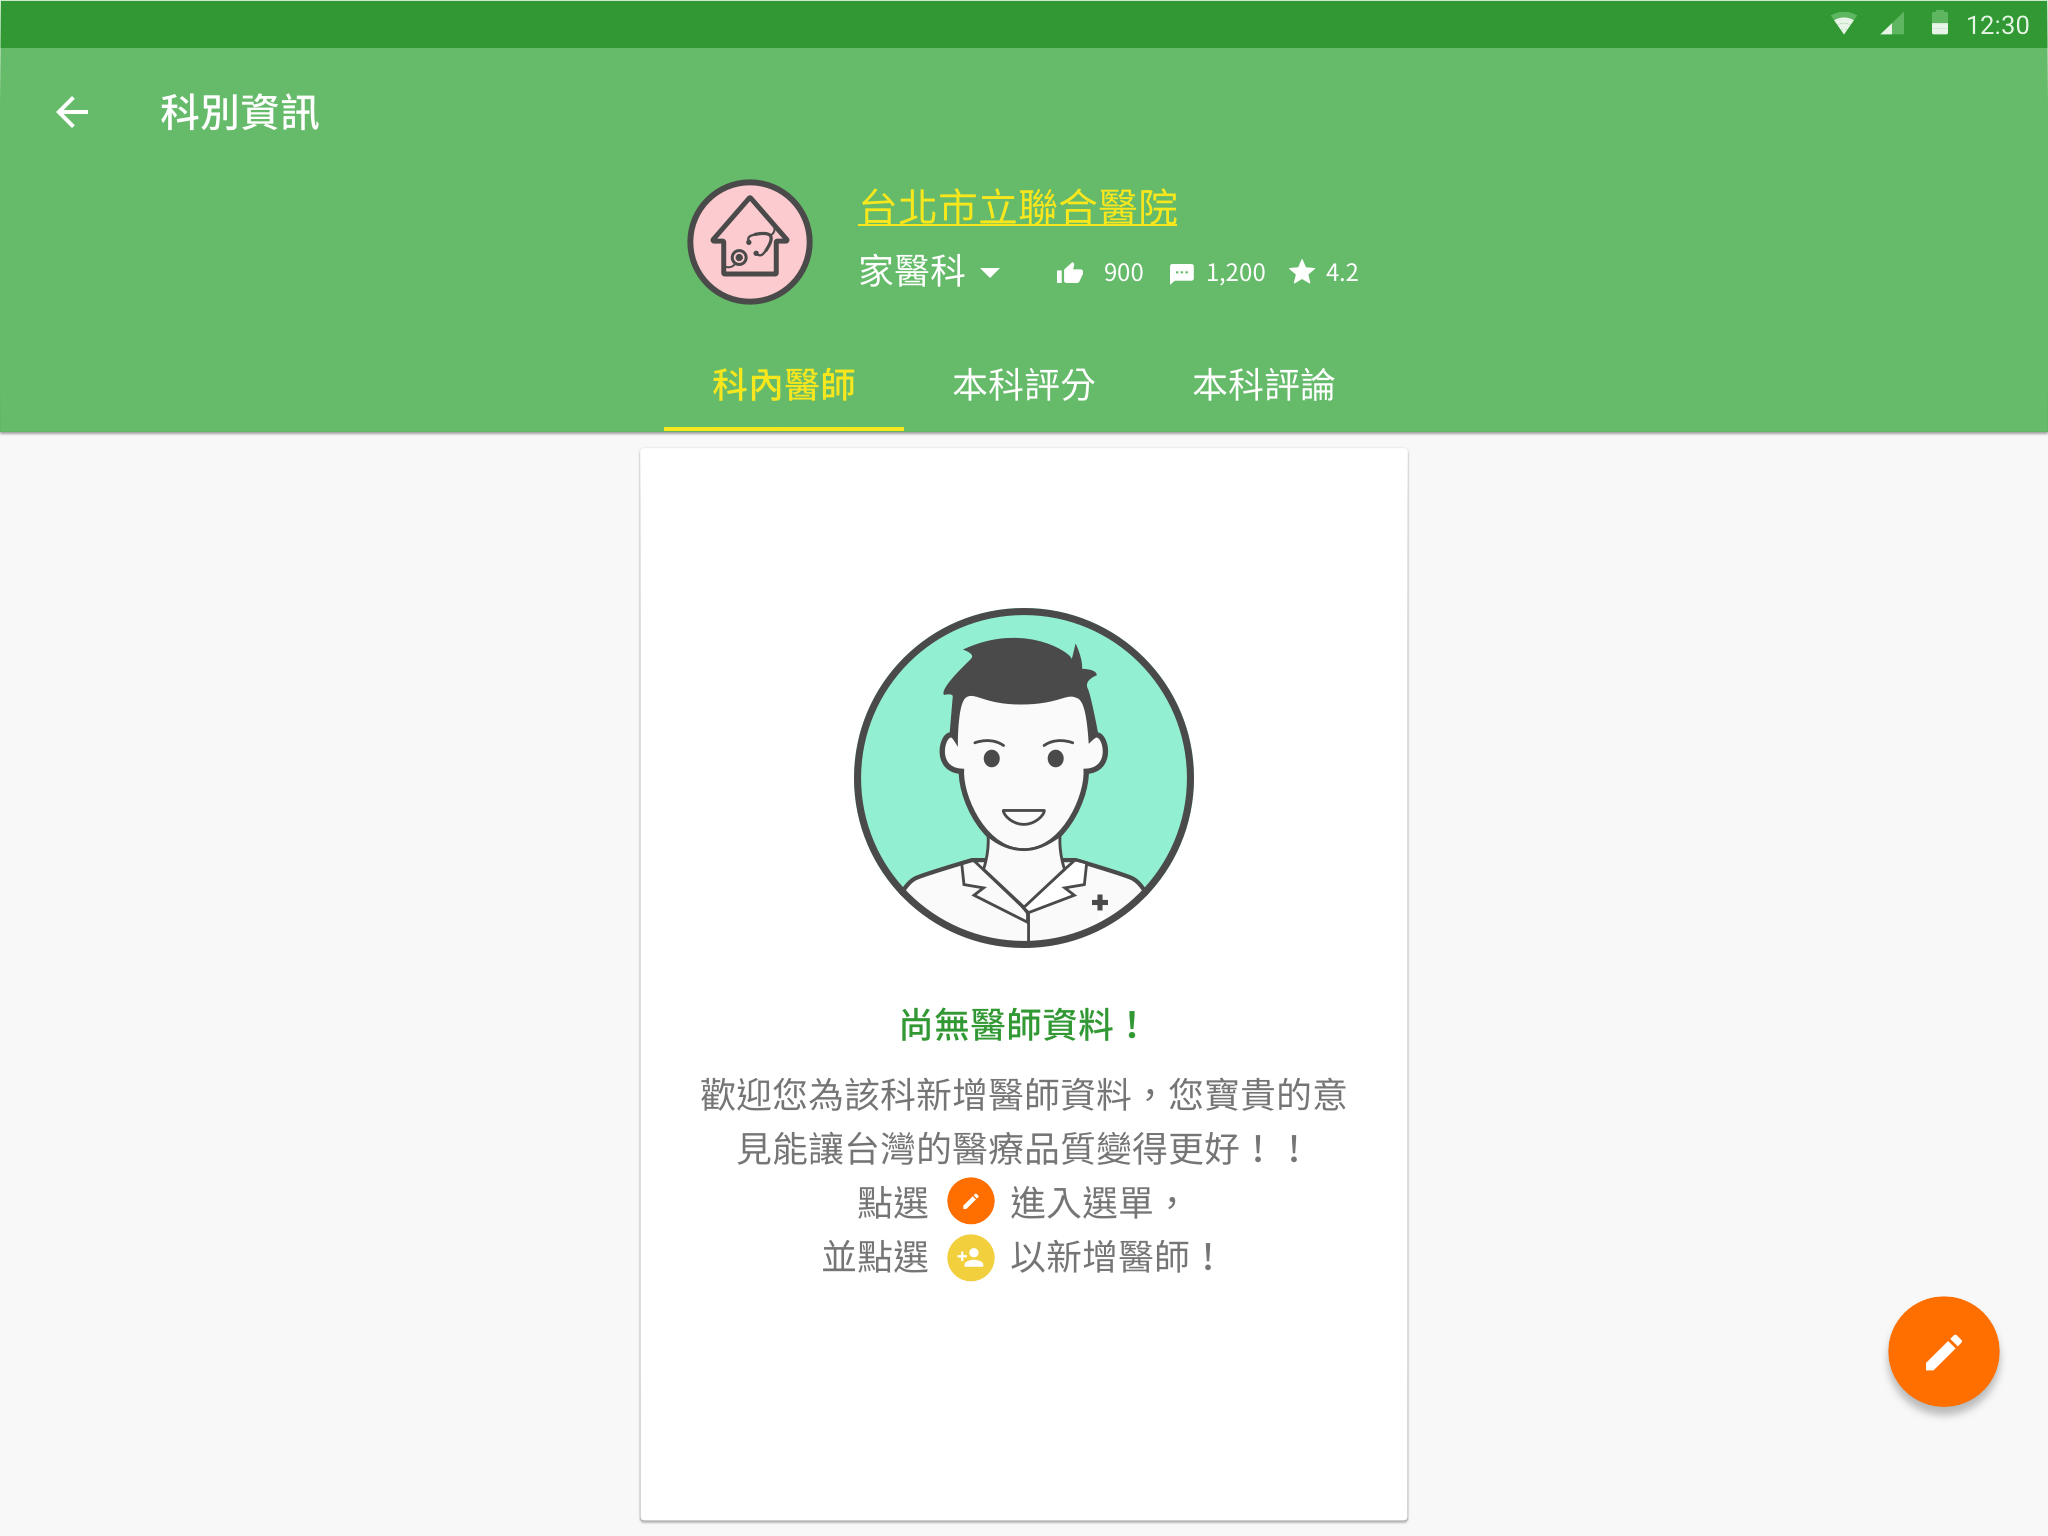 12:30
科別資訊
台北市立聯合醫院
家醫科 900 1,200 4.2
科內醫師 本科評分 本科評論
尚無醫師資料！
歡迎您為該科新增醫師資料，您寶貴的意
見能讓台灣的醫療品質變得更好！！
點選 進入選單，
並點選 以新增醫師！